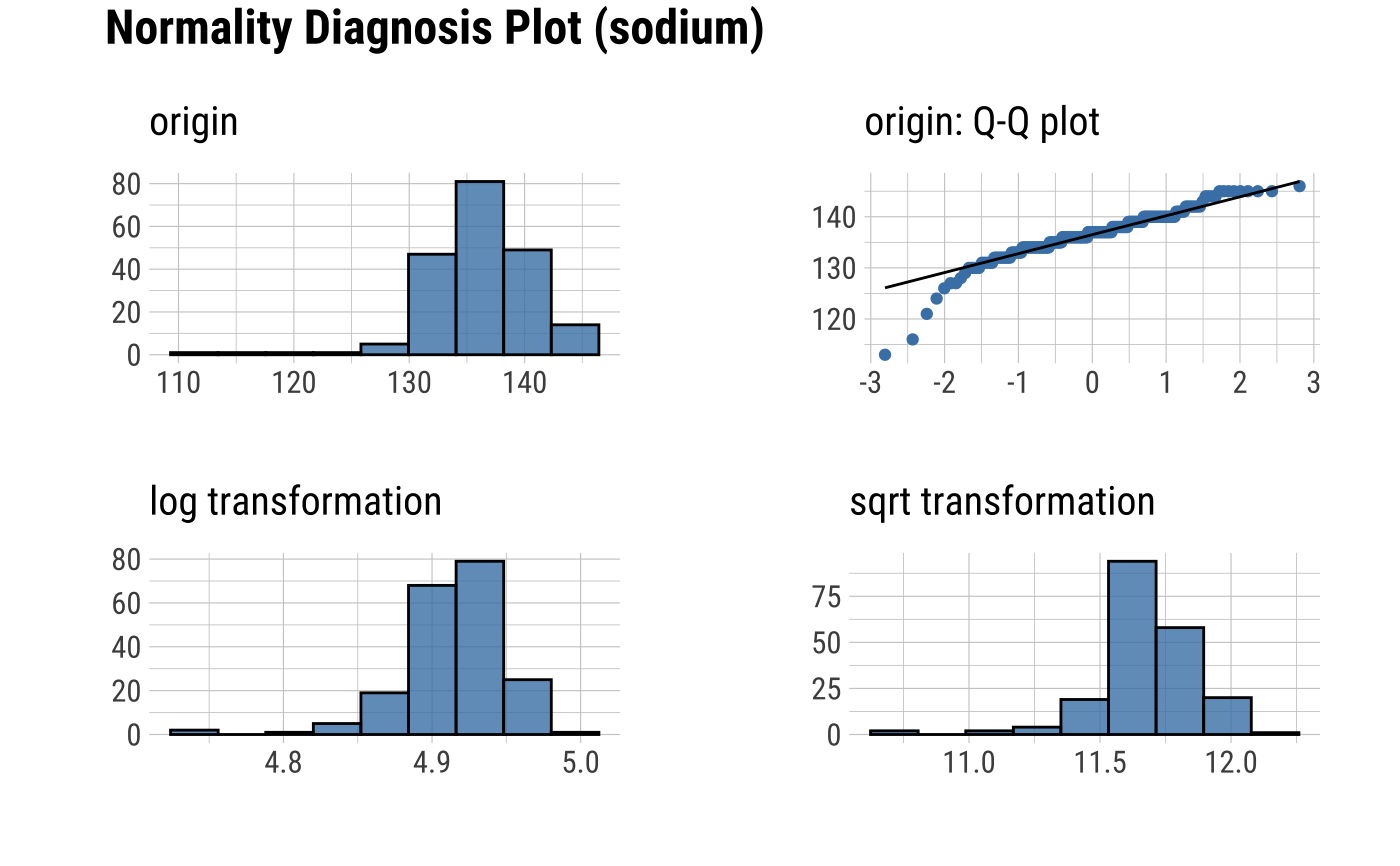 Normality Diagnosis Plot (sodium)
origin
80
60
40
20
0
110 120 130 140
origin: Q-Q plot
140
130
120
-3 -2 -1 0 1 2 3
log transformation
80
60
40
20
0
4.8 4.9 5.0
sqrt transformation
75
50
25
0
11.0 11.5 12.0